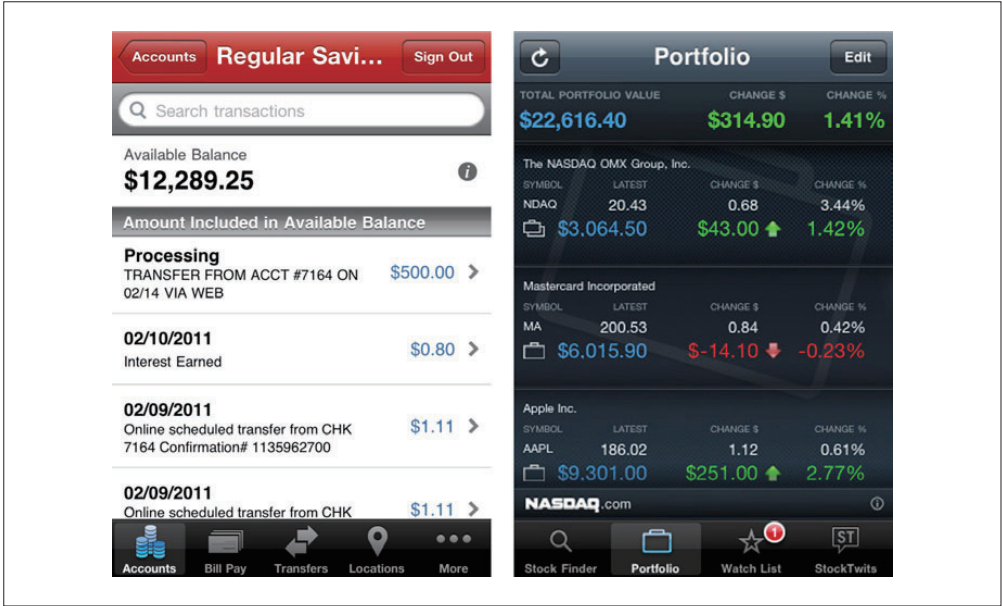 Accounts Regular Savi... Sign Out
Search transactions
Available Balance
$12,289.25
Amount Included in Available Balance
Processing
TRANSFER FROM ACCT #7164 ON
02/14 VIA WEB
$500.00
02/10/2011
Interest Earned
$0.80
02/09/2011
Online scheduled transfer from CHK
7164 Confirmation# 1135962700
$1.11
02/09/2011
Online scheduled transfer from CHK
$1.11
Accounts Bill Pay Transfers Locations More
Portfolio Edit
TOTAL PORTFOLIO VALUE CHANGE $ CHANGE %
$22,616.40 $314.90 1.41%
The NASDAQ OMX Group, Inc.
SYMBOL LATEST CHANGE $ CHANGE %
NDAQ 20.43 0.68 3.44%
$3,064.50 $43.00 1.42%
Mastercard Incorporated
SYMBOL LATEST CHANGE $ CHANGE %
MA 200.53 0.84 0.42%
$6,015.90 $-14.10 -0.23%
Apple Inc.
SYMBOL LATEST CHANGE $ CHANGE %
AAPL 186.02 1.12 0.61%
$9,301.00 $251.00 2.77%
NASDAQ.com
1
ST
Stock Finder Portfolio Watch List StockTwits